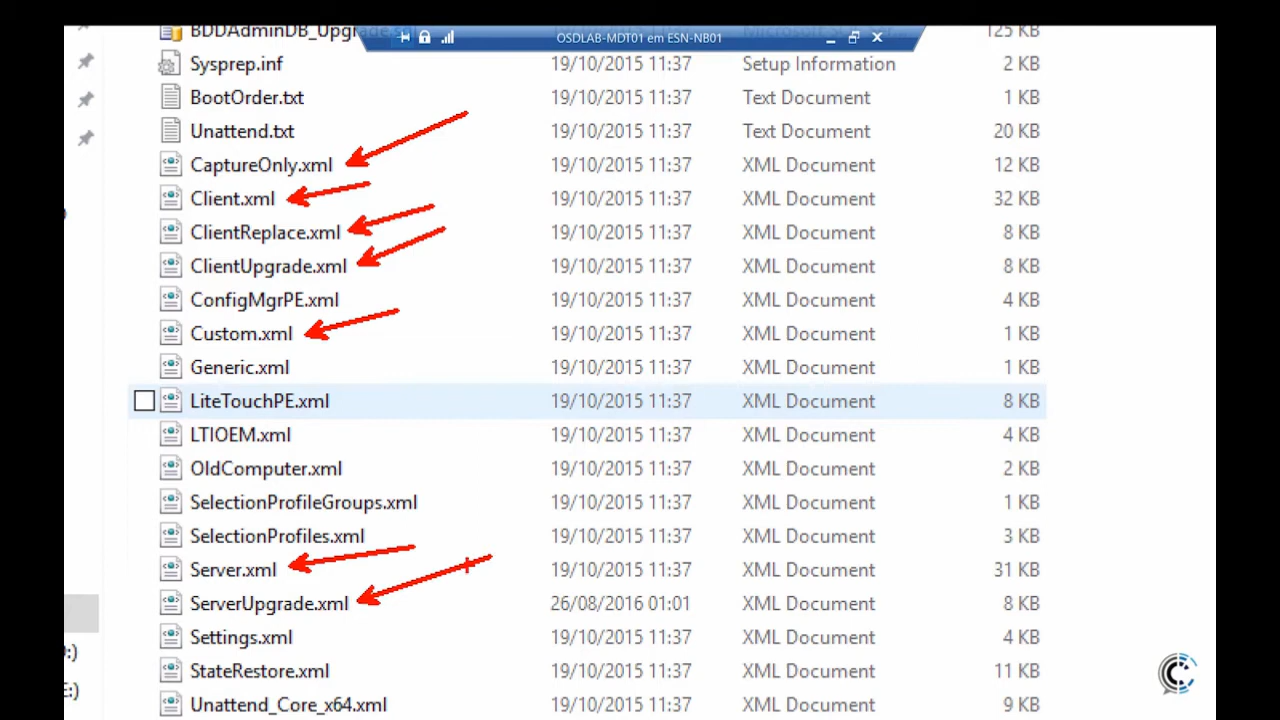 BDDAdminDB_Upgrade 125 KB
OSDLAB-MDT01 em ESN-NB01
Sysprep.inf 19/10/2015 11:37 Setup Information 2 KB
BootOrder.txt 19/10/2015 11:37 Text Document 1 KB
Unattend.txt 19/10/2015 11:37 Text Document 20 KB
CaptureOnly.xml 19/10/2015 11:37 XML Document 12 KB
Client.xml 19/10/2015 11:37 XML Document 32 KB
ClientReplace.xml 19/10/2015 11:37 XML Document 8 KB
ClientUpgrade.xml 19/10/2015 11:37 XML Document 8 KB
ConfigMgrPE.xml 19/10/2015 11:37 XML Document 4 KB
Custom.xml 19/10/2015 11:37 XML Document 1 KB
Generic.xml 19/10/2015 11:37 XML Document 1 KB
LiteTouchPE.xml 19/10/2015 11:37 XML Document 8 KB
LTIOEM.xml 19/10/2015 11:37 XML Document 4 KB
OldComputer.xml 19/10/2015 11:37 XML Document 2 KB
SelectionProfileGroups.xml 19/10/2015 11:37 XML Document 1 KB
SelectionProfiles.xml 19/10/2015 11:37 XML Document 3 KB
Server.xml 19/10/2015 11:37 XML Document 31 KB
ServerUpgrade.xml 26/08/2016 01:01 XML Document 8 KB
Settings.xml 19/10/2015 11:37 XML Document 4 KB
:)
StateRestore.xml 19/10/2015 11:37 XML Document 11 KB
E:)
Unattend_Core_x64.xml 19/10/2015 11:37 XML Document 9 KB